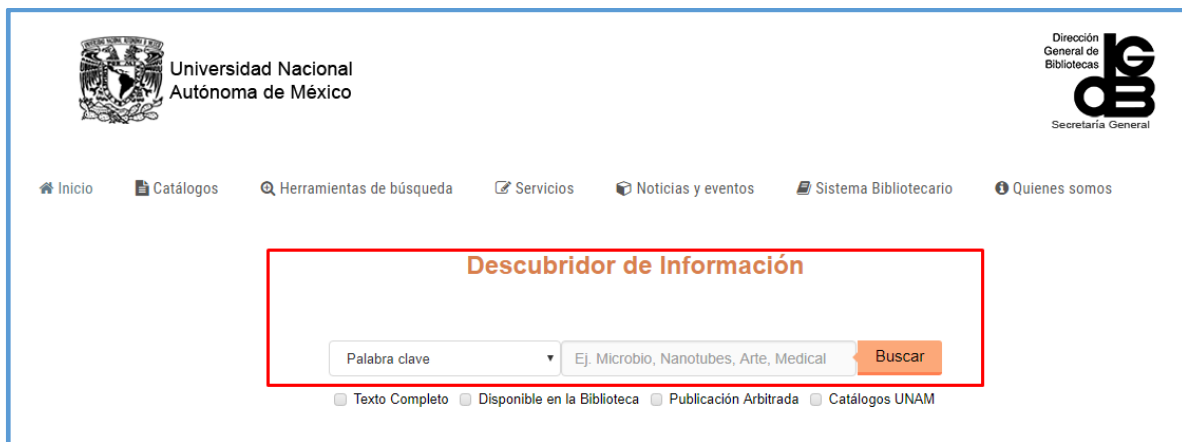 Universidad Nacional
Autónoma de México
Dirección
General de
Bibliotecas
DGB
Secretaría General
Inicio Catálogos Herramientas de búsqueda Servicios Noticias y eventos Sistema Bibliotecario Quienes somos
Descubridor de Información
Palabra clave Ej. Microbio, Nanotubes, Arte, Medical Buscar
Texto Completo Disponible en la Biblioteca Publicación Arbitrada Catálogos UNAM